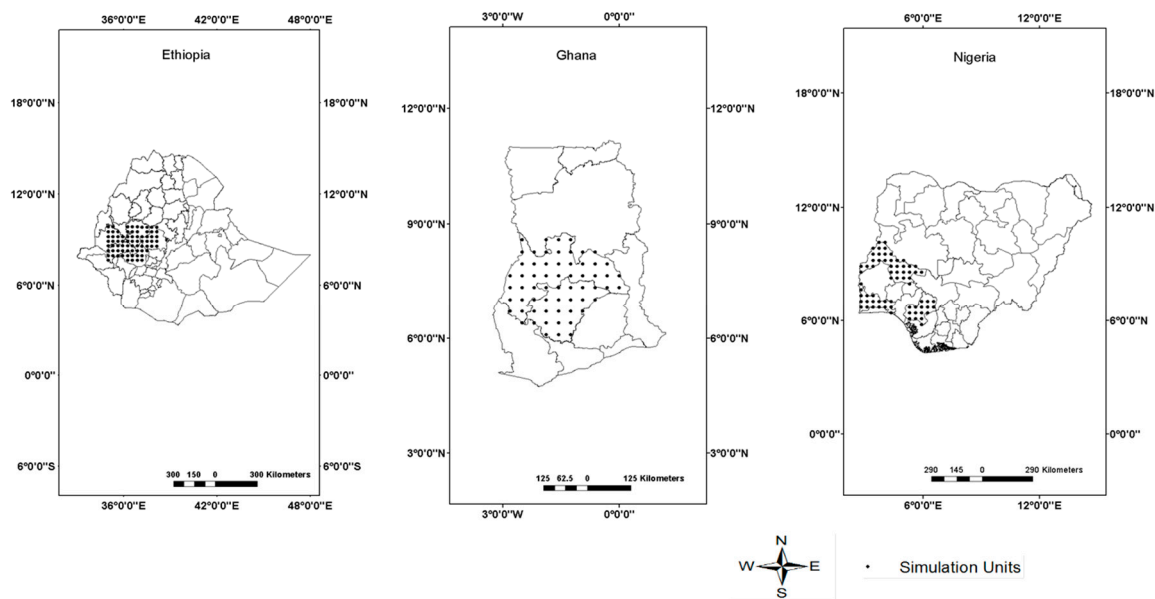 36°0'0"E 42°0'0"E 48°0'0"E
Ethiopia
18°0'0"N 18°0'0"N
12°0'0"N 12°0'0"N
6°0'0"N 6°0'0"N
0°0'0" 0°0'0"
6°0'0"S 6°0'0"S
300 150 0 300 Kilometers
36°0'0"E 42°0'0"E 48°0'0"E
3°0'0"W 0°0'0"
Ghana
12°0'0"N 12°0'0"N
9°0'0"N 9°0'0"N
6°0'0"N 6°0'0"N
3°0'0"N 3°0'0"N
125 62.5 0 125 Kilometers
3°0'0"W 0°0'0"
6°0'0"E 12°0'0"E
Nigeria
18°0'0"N 18°0'0"N
12°0'0"N 12°0'0"N
6°0'0"N 6°0'0"N
0°0'0" 0°0'0"
290 145 0 290 Kilometers
6°0'0"E 12°0'0"E
N
W E
S
Simulation Units